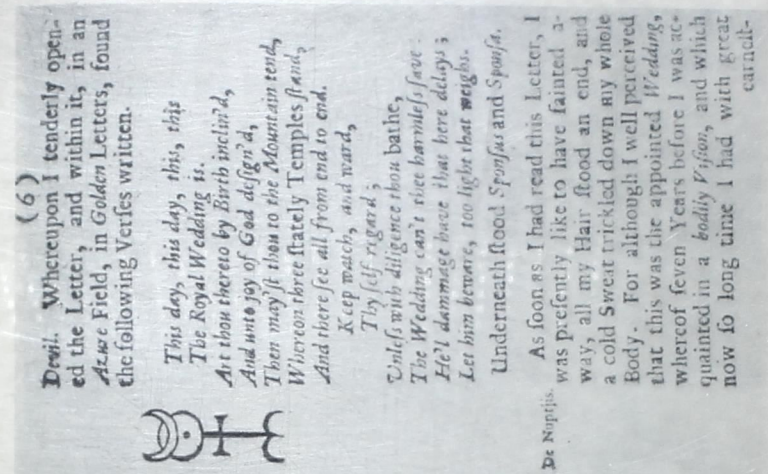 (6)
Devil. Whereupon I tenderly open-
ed the Letter, and within it, in an
Azure Field, in Golden Letters, found
the following Verſes written.
This day, this day, this, this
The Royal Wedding is.
Art thou thereto by Birth inclin'd,
And unto joy of God deſign'd,
Then may'ſt thou to the Mountain tend,
Whereon three ſtately Temples ſtand,
And there ſee all from end to end.
Keep watch, and ward,
Thy ſelf regard;
Unleſs with diligence thou bathe,
The Wedding can't thee harmleſs ſave:
He'l dammage have that here delays;
Let him beware, too light that weighs.
Underneath ſtood Sponſus and Sponſa.
De Nuptjis.
As ſoon as I had read this Letter, I
was preſently like to have fainted a-
way, all my Hair ſtood an end, and
a cold Sweat trickled down my whole
Body. For although I well perceived
that this was the appointed Wedding,
whereof ſeven Years before I was ac-
quainted in a bodily Viſion, and which
now ſo long time I had with great
earneſt-